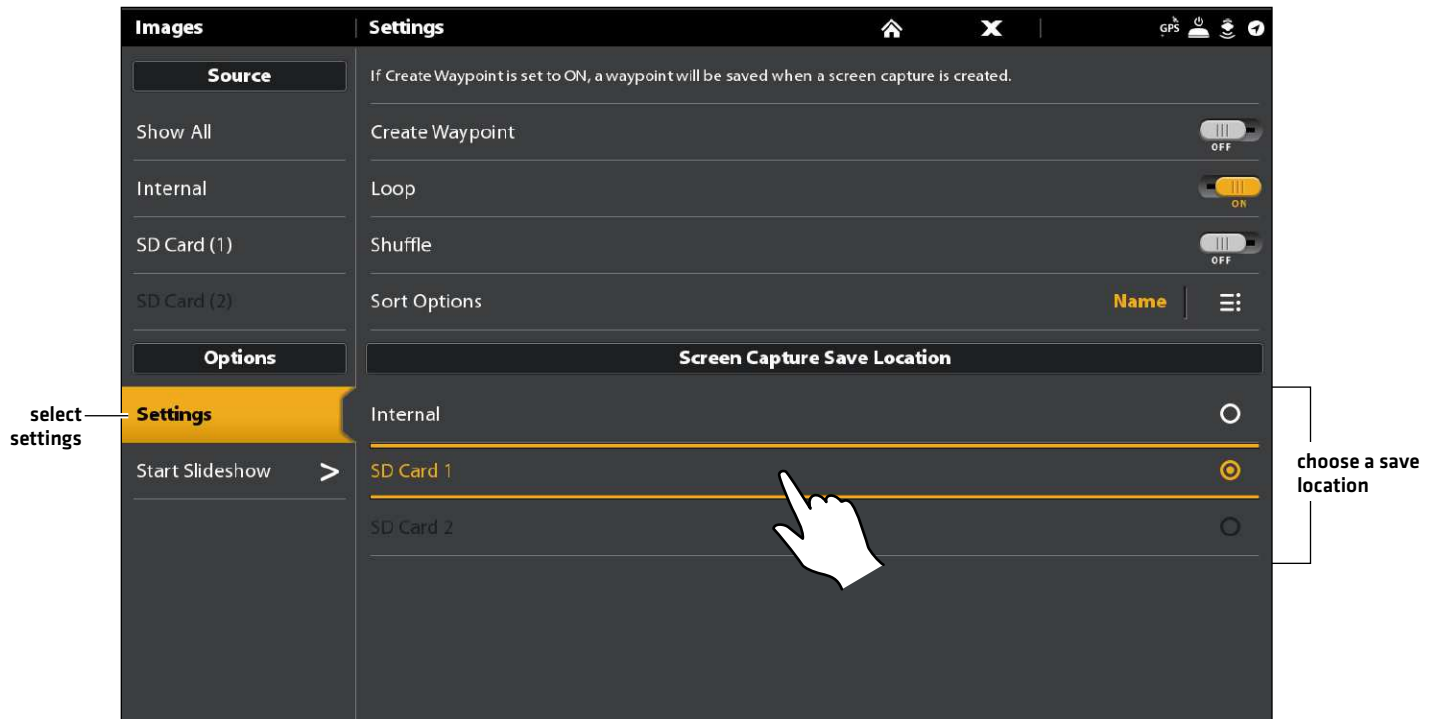 Images
Settings
GPS
Source
If Create Waypoint is set to ON, a waypoint will be saved when a screen capture is created.
Show All
Create Waypoint
OFF
Internal
Loop
ON
SD Card (1)
Shuffle
OFF
SD Card (2)
Sort Options
Name
Options
Screen Capture Save Location
select
settings
Settings
Internal
Start Slideshow >
SD Card 1
choose a save
location
SD Card 2